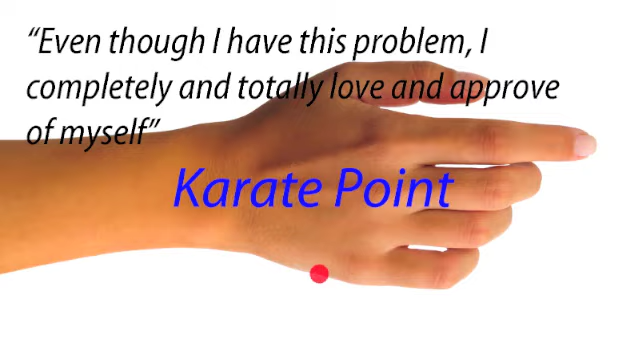 “Even though I have this problem, I
completely and totally love and approve
of myself”
Karate Point